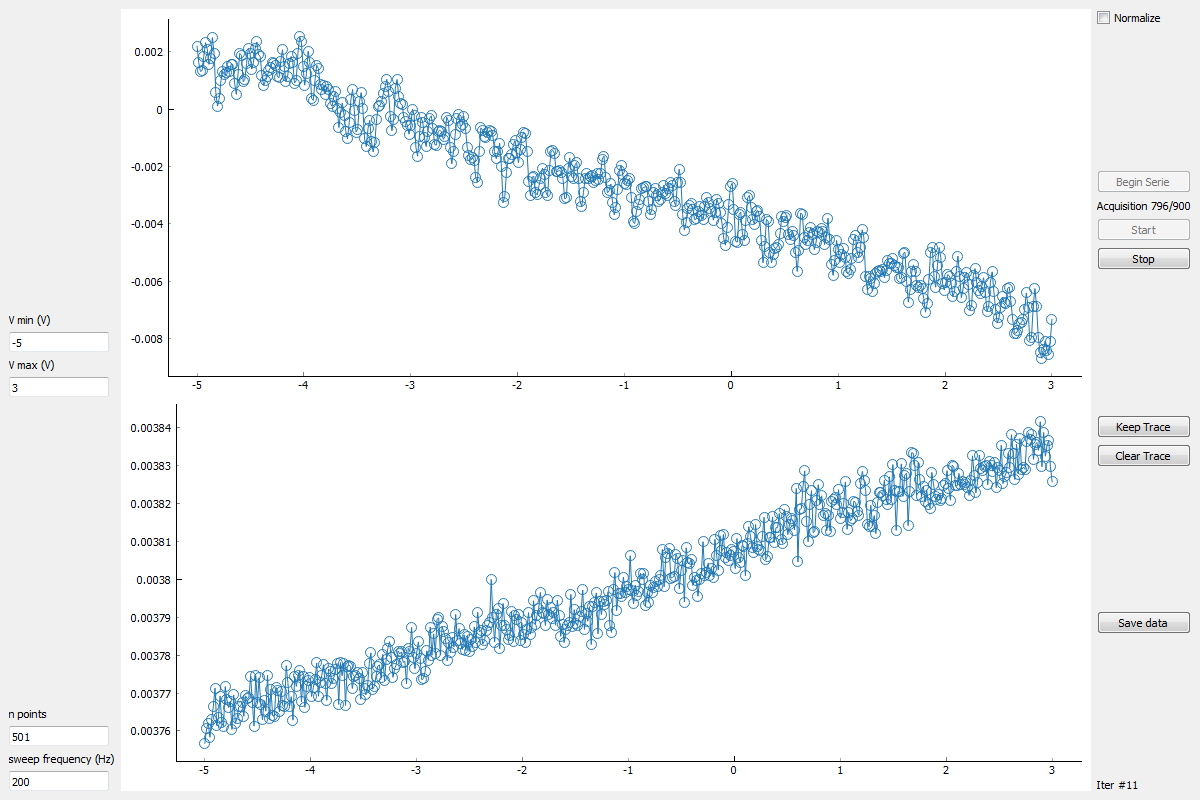 Normalize
0.002
0
-0.002
-0.004
-0.006
-0.008
-5
-4
-3
-2
-1
0
1
2
3
Begin Serie
Acquisition 796/900
Start
Stop
V min (V)
-5
V max (V)
3
0.00384
0.00383
0.00382
0.00381
0.0038
0.00379
0.00378
0.00377
0.00376
-5
-4
-3
-2
-1
0
1
2
3
Keep Trace
Clear Trace
Save data
n points
501
sweep frequency (Hz)
200
Iter #11